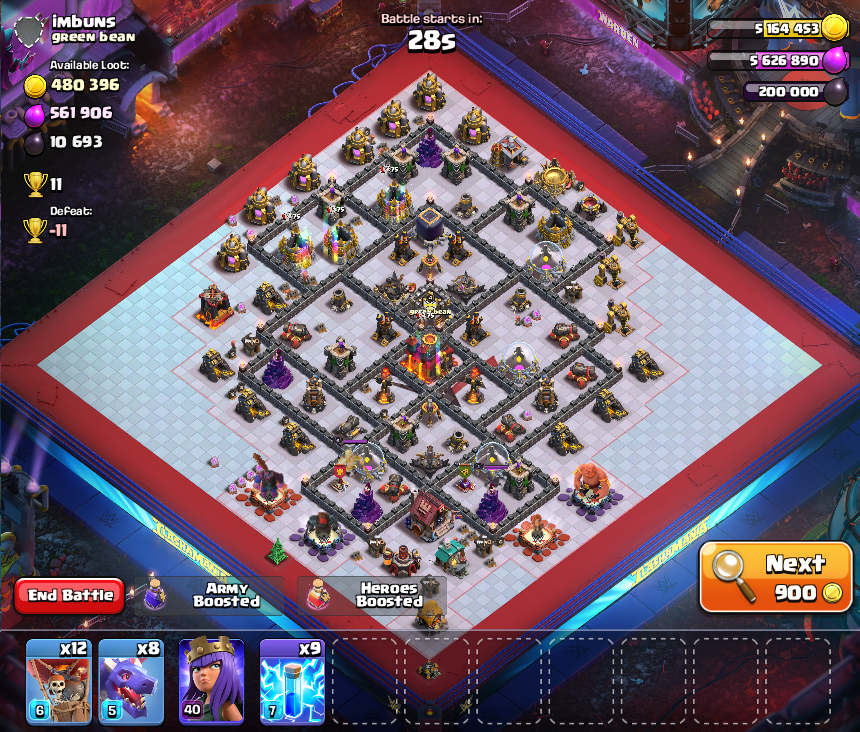 imbuns
green bean
Available Loot:
480 396
561 906
10 693
11
Defeat:
-11
Battle starts in:
28s
WARDEN
5 164 453
5 626 890
200 000
green bean
End Battle
Army
Boosted
Heroes
Boosted
Next
900
x12
6
x8
5
40
x9
7